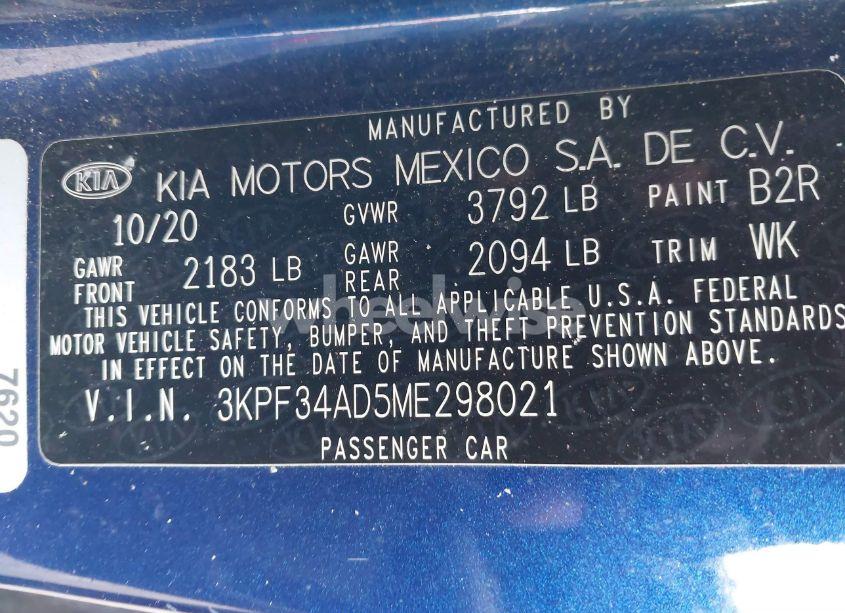 MANUFACTURED BY
KIA KIA MOTORS MEXICO S.A. DE C.V.
10/20 GVWR 3792 LB PAINT B2R
GAWR FRONT 2183 LB GAWR REAR 2094 LB TRIM WK
THIS VEHICLE CONFORMS TO ALL APPLICABLE U.S.A. FEDERAL
MOTOR VEHICLE SAFETY, BUMPER, AND THEFT PREVENTION STANDARDS
IN EFFECT ON THE DATE OF MANUFACTURE SHOWN ABOVE.
V.I.N. 3KPF34AD5ME298021
PASSENGER CAR
7620
wheelwise